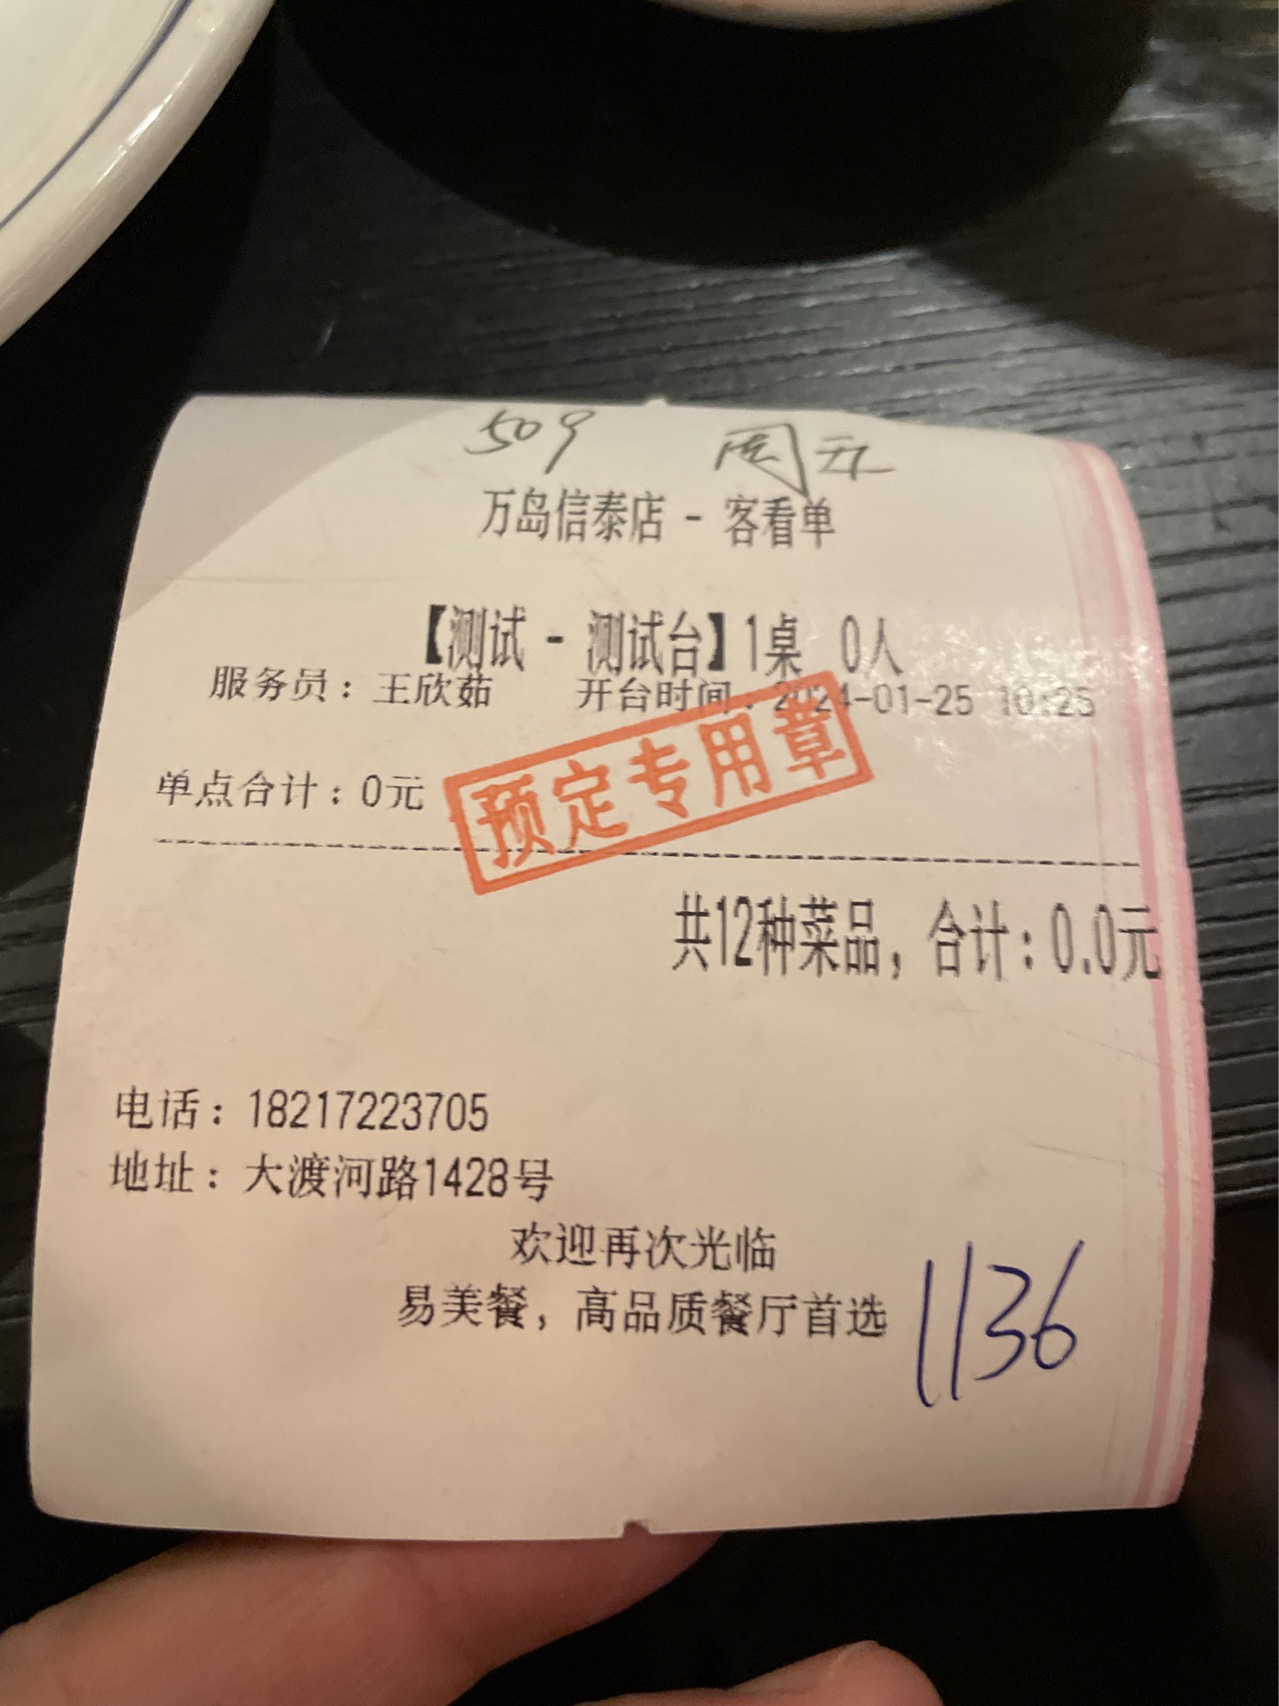 509 周五
万岛信泰店 - 客看单
【测试 - 测试台】1桌 0人
服务员：王欣茹 开台时间：2024-01-25 10:25
预定专用章
单点合计：0元
共12种菜品，合计：0.0元
电话：18217223705
地址：大渡河路1428号
欢迎再次光临
易美餐，高品质餐厅首选
1136